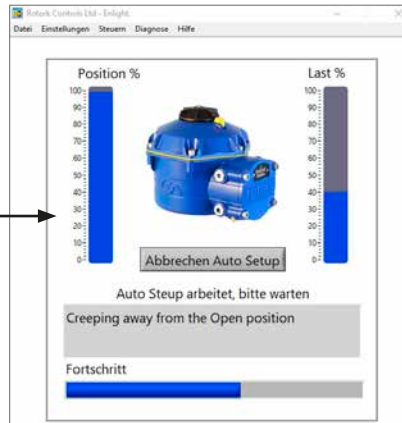 Rotork Controls Ltd - Enlight.
Datei Einstellungen Steuern Diagnose Hilfe
Position %
Last %
100
90
80
70
60
50
40
30
20
10
0
100
90
80
70
60
50
40
30
20
10
0
Abbrechen Auto Setup
Auto Steup arbeitet, bitte warten
Creeping away from the Open position
Fortschritt